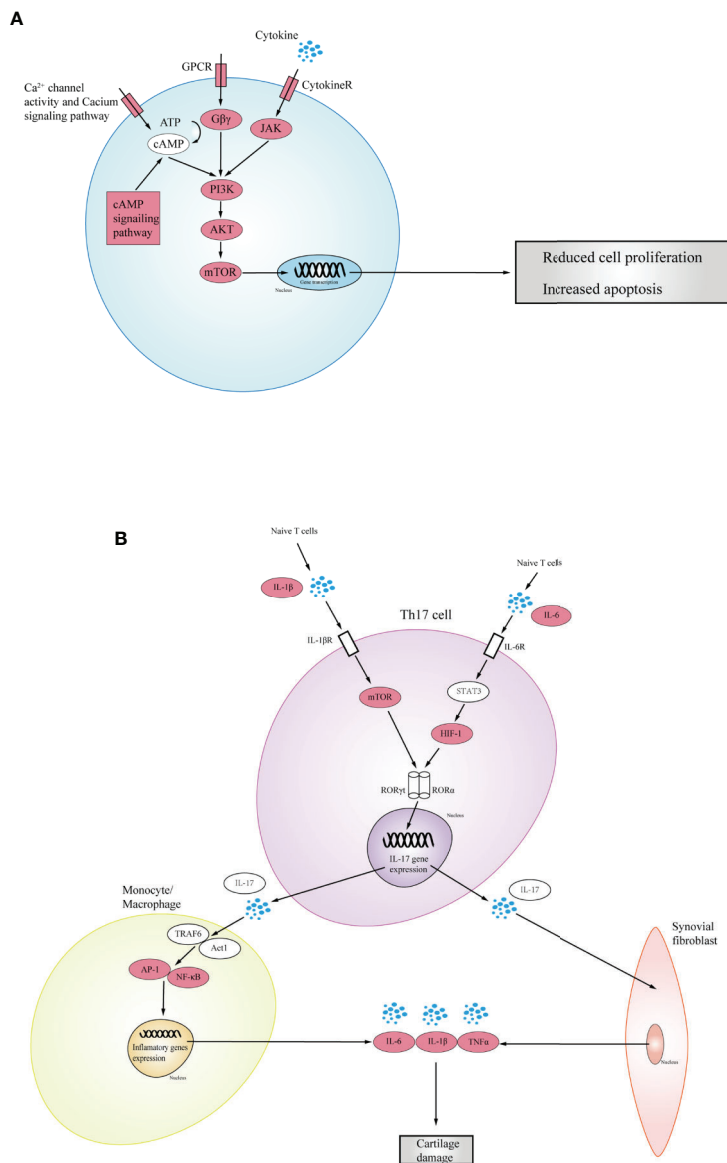 A
Cytokine
GPCR
CytokineR
Ca²⁺ channel
activity and Cacium
signaling pathway
ATP
Gβγ
JAK
cAMP
PI3K
cAMP
signailing
pathway
AKT
mTOR
Gene transcription
Nucleus
Reduced cell proliferation
Increased apoptosis
B
Naive T cells
Naive T cells
IL-1β
IL-6
Th17 cell
IL-1βR
IL-6R
mTOR
STAT3
HIF-1
RORγt
RORα
Nucleus
IL-17 gene
expression
IL-17
IL-17
Monocyte/
Macrophage
TRAF6
Act1
Synovial
fibroblast
AP-1
NF-κB
Inflamatory genes
expression
Nucleus
IL-6
IL-1β
TNFα
Nucleus
Cartilage
damage